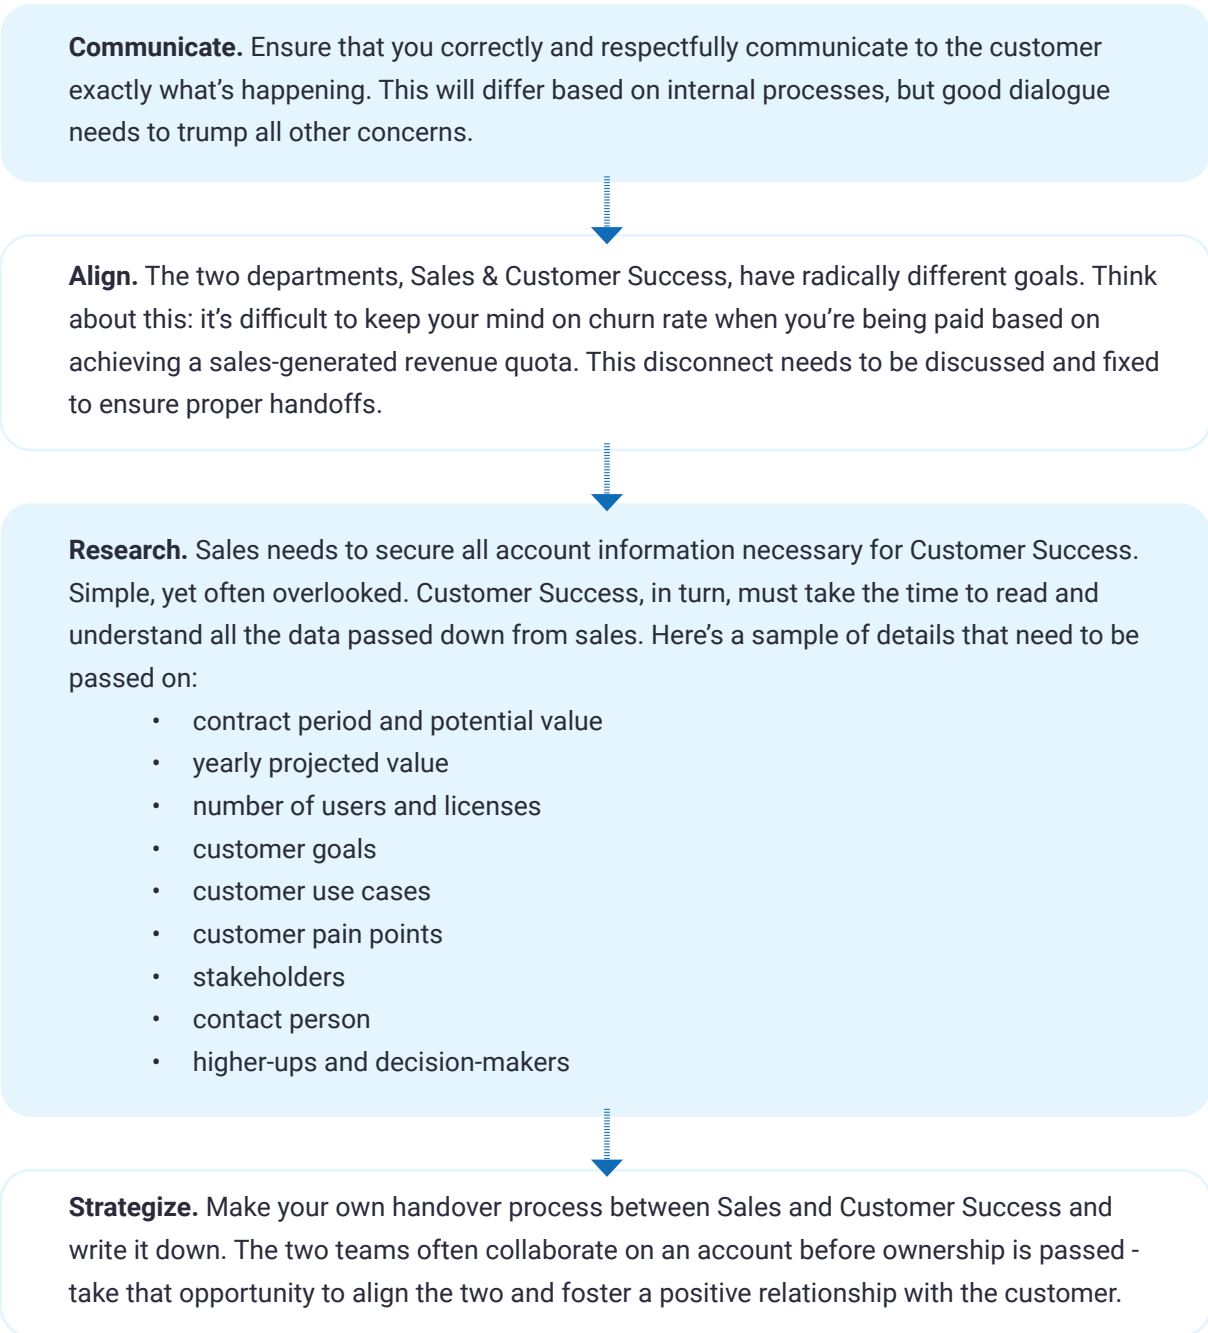 Communicate. Ensure that you correctly and respectfully communicate to the customer
exactly what’s happening. This will differ based on internal processes, but good dialogue
needs to trump all other concerns.
Align. The two departments, Sales & Customer Success, have radically different goals. Think
about this: it’s difficult to keep your mind on churn rate when you’re being paid based on
achieving a sales-generated revenue quota. This disconnect needs to be discussed and fixed
to ensure proper handoffs.
Research. Sales needs to secure all account information necessary for Customer Success.
Simple, yet often overlooked. Customer Success, in turn, must take the time to read and
understand all the data passed down from sales. Here’s a sample of details that need to be
passed on:
• contract period and potential value
• yearly projected value
• number of users and licenses
• customer goals
• customer use cases
• customer pain points
• stakeholders
• contact person
• higher-ups and decision-makers
Strategize. Make your own handover process between Sales and Customer Success and
write it down. The two teams often collaborate on an account before ownership is passed -
take that opportunity to align the two and foster a positive relationship with the customer.